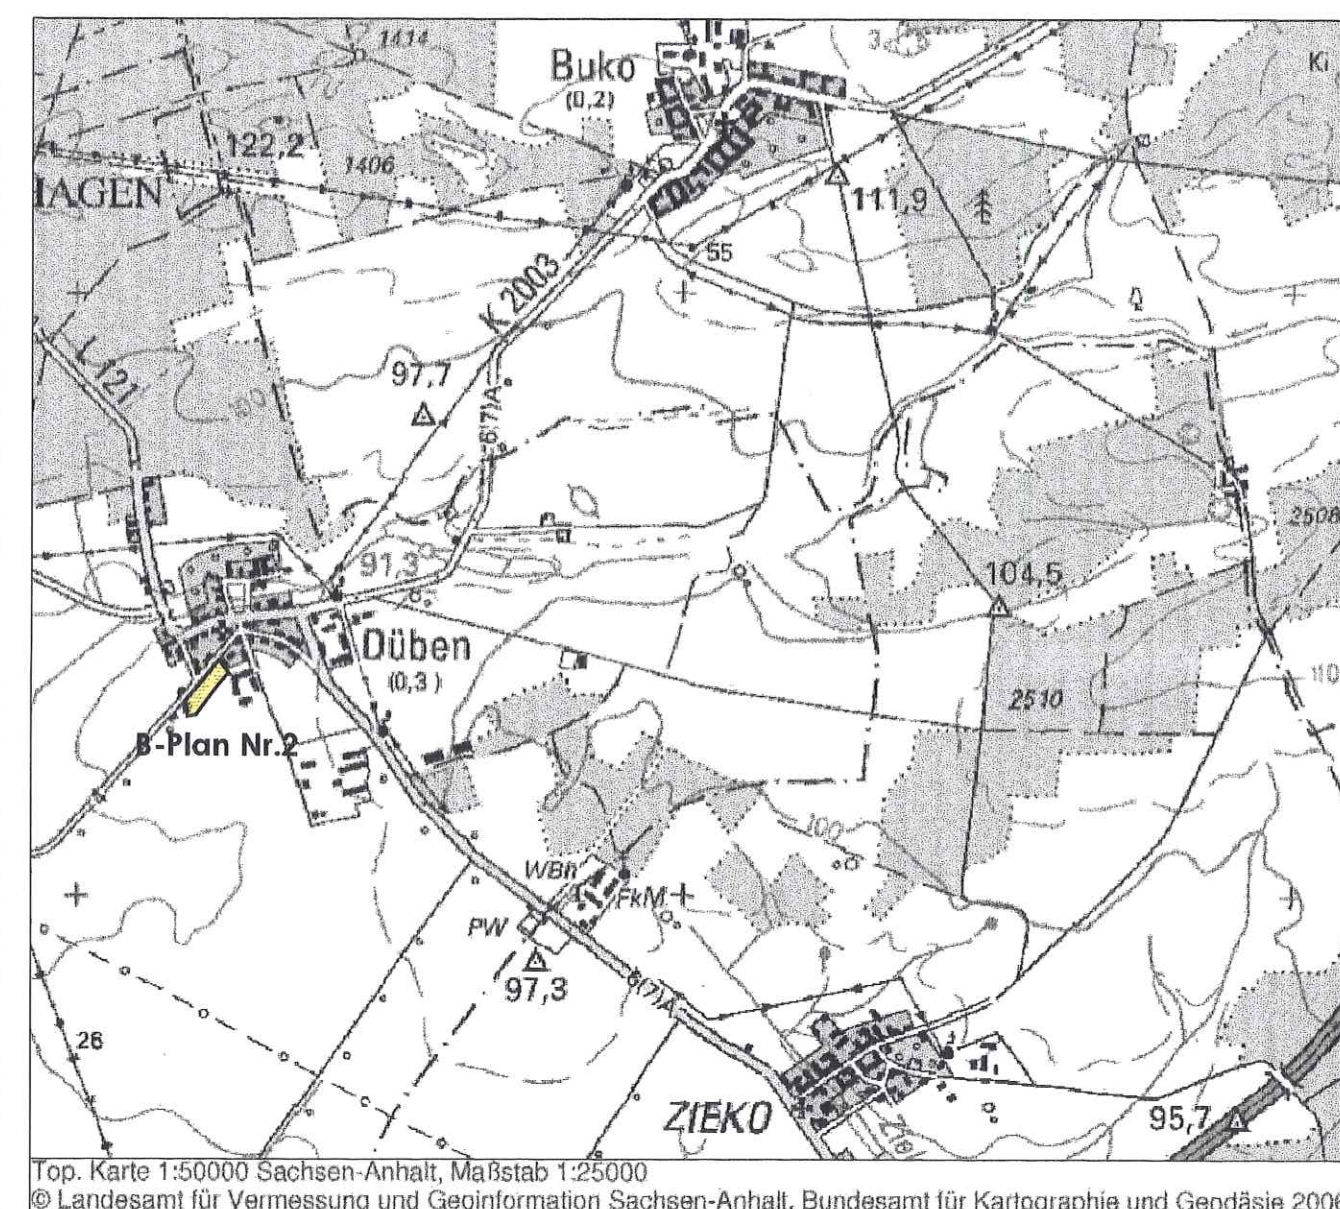 1414
Buko
(0,2)
Ki
122,2
1406
HAGEN
111,9
55
K 2003
L 121
97,7
6(7)A
2508
91,3
104,5
Düben
(0,3)
110
2510
B-Plan Nr.2
100
WBh
FkM
PW
97,3
6(7)A
26
ZIEKO
95,7
Top. Karte 1:50000 Sachsen-Anhalt, Maßstab 1:25000
© Landesamt für Vermessung und Geoinformation Sachsen-Anhalt, Bundesamt für Kartographie und Geodäsie 2006